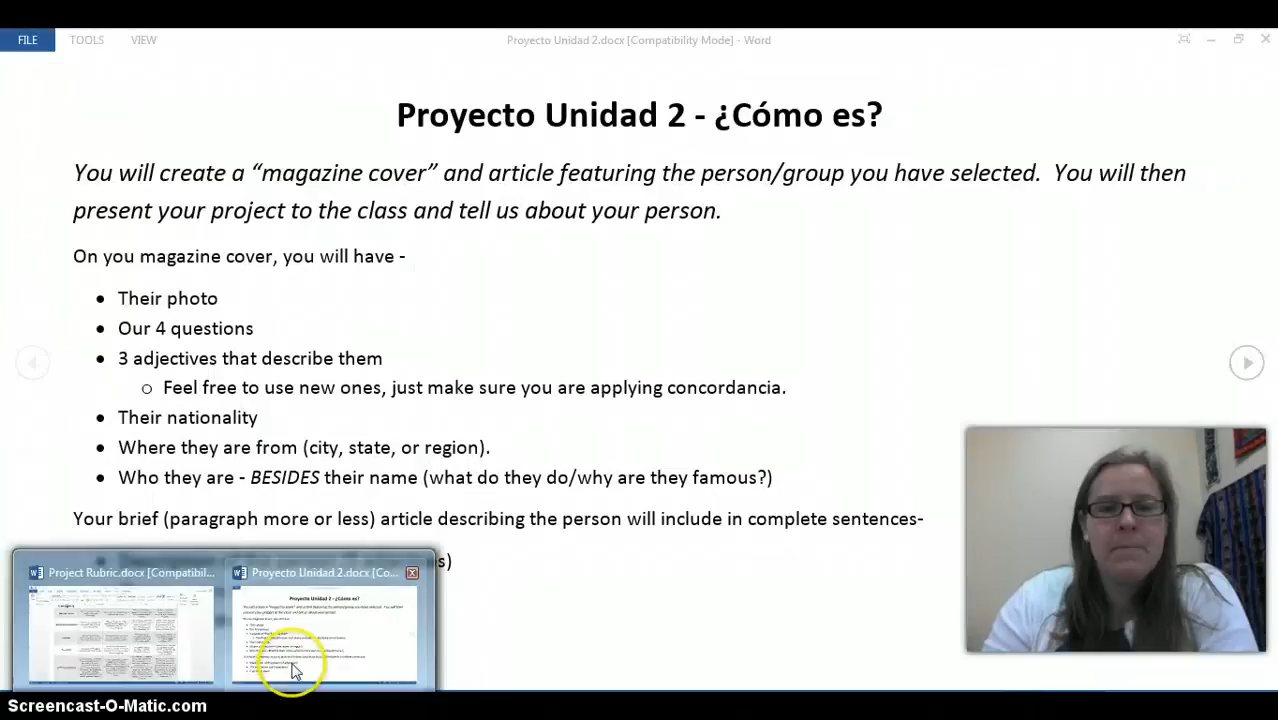 FILE TOOLS VIEW Proyecto Unidad 2.docx [Compatibility Mode] - Word
Proyecto Unidad 2 - ¿Cómo es?
You will create a “magazine cover” and article featuring the person/group you have selected. You will then
present your project to the class and tell us about your person.
On you magazine cover, you will have -
• Their photo
• Our 4 questions
• 3 adjectives that describe them
o Feel free to use new ones, just make sure you are applying concordancia.
• Their nationality
• Where they are from (city, state, or region).
• Who they are - BESIDES their name (what do they do/why are they famous?)
Your brief (paragraph more or less) article describing the person will include in complete sentences-
s)
Project Rubric.docx [Compatibil... Proyecto Unidad 2.docx [Co...
Proyecto Unidad 2 - ¿Cómo es?
Screencast-O-Matic.com